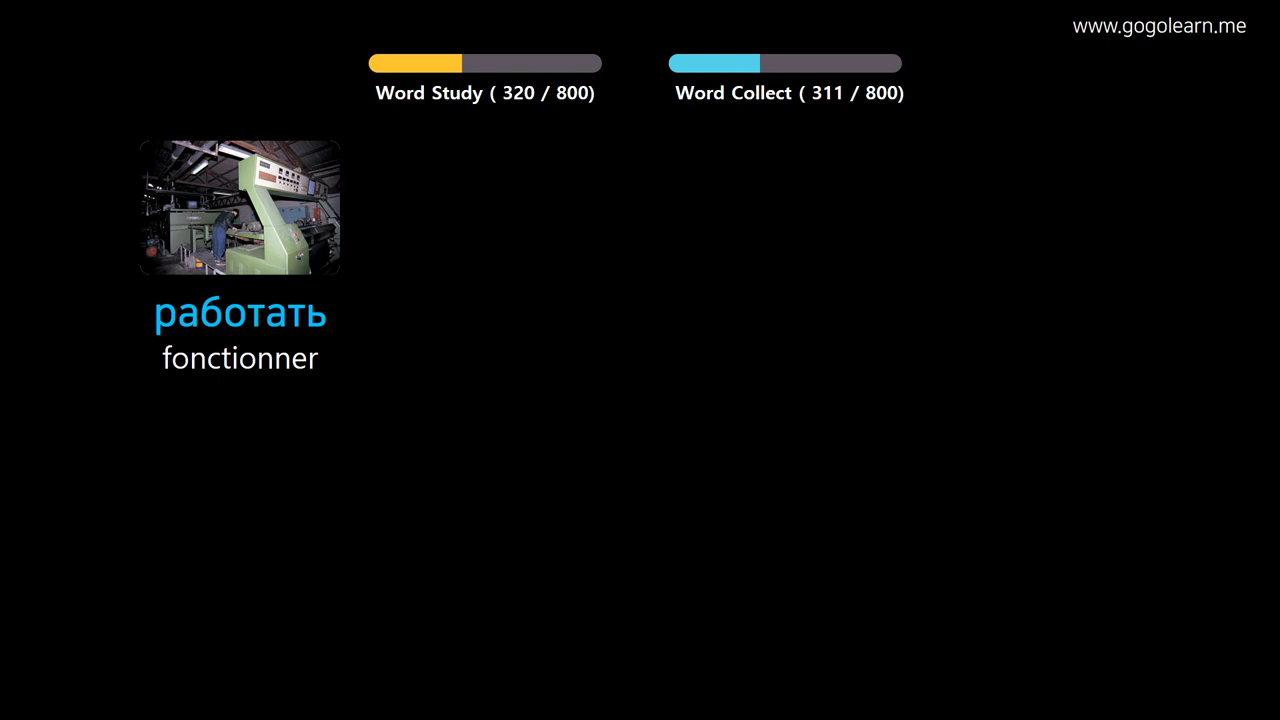 www.gogolearn.me
Word Study ( 320 / 800)
Word Collect ( 311 / 800)
работать
fonctionner